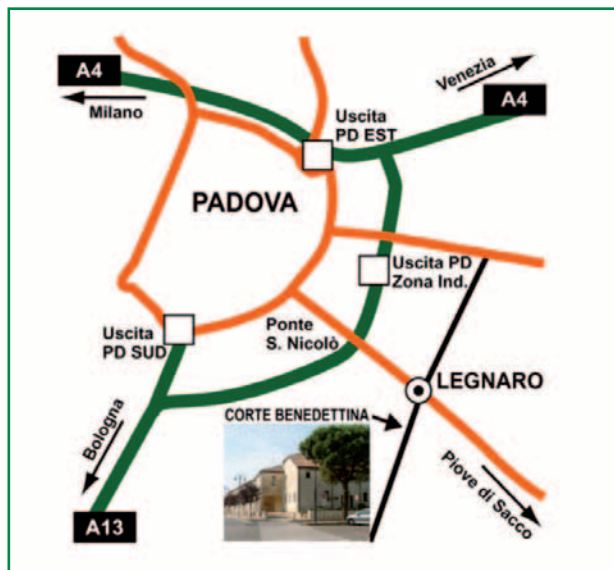 A4
Milano
Venezia
A4
Uscita
PD EST
PADOVA
Uscita PD
Zona Ind.
Uscita
PD SUD
Ponte
S. Nicolò
LEGNARO
CORTE BENEDETTINA
Bologna
Piove di Sacco
A13